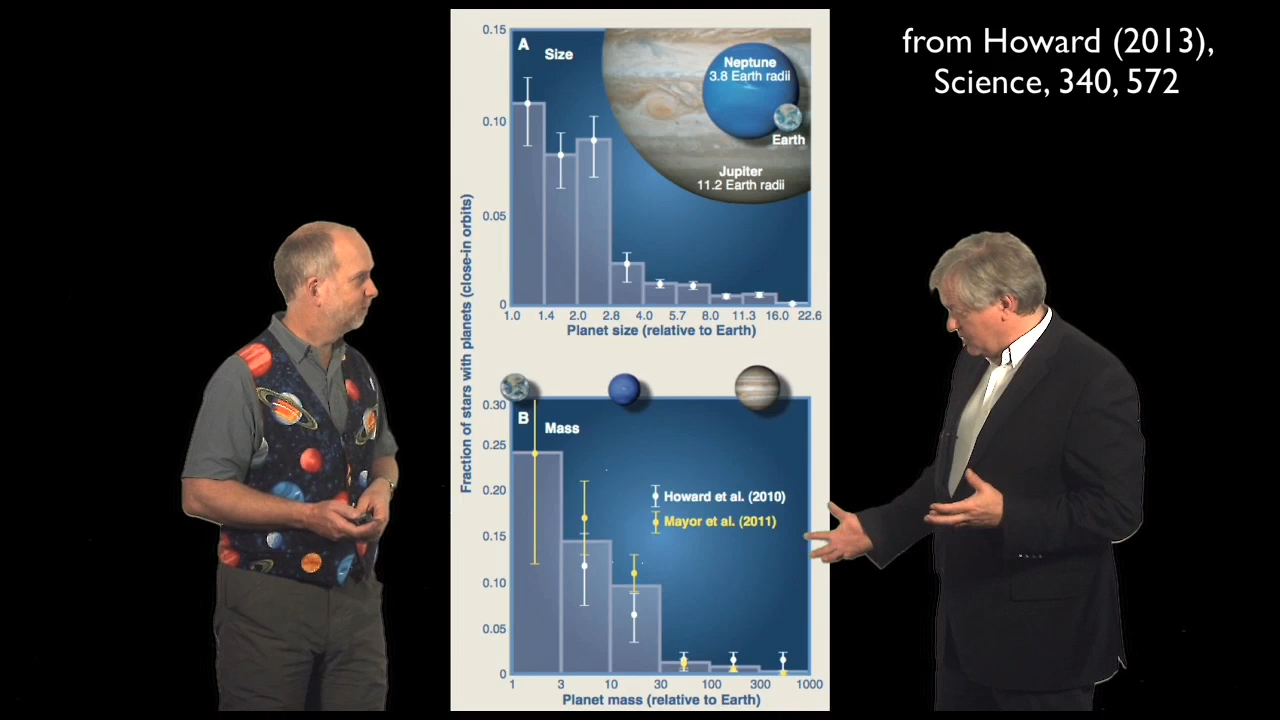 from Howard (2013),
Science, 340, 572
A
Size
Neptune
3.8 Earth radii
Earth
Jupiter
11.2 Earth radii
Fraction of stars with planets (close-in orbits)
0.15
0.10
0.05
0
1.0 1.4 2.0 2.8 4.0 5.7 8.0 11.3 16.0 22.6
Planet size (relative to Earth)
B
Mass
Howard et al. (2010)
Mayor et al. (2011)
0.30
0.25
0.20
0.15
0.10
0.05
0
1 3 10 30 100 300 1000
Planet mass (relative to Earth)